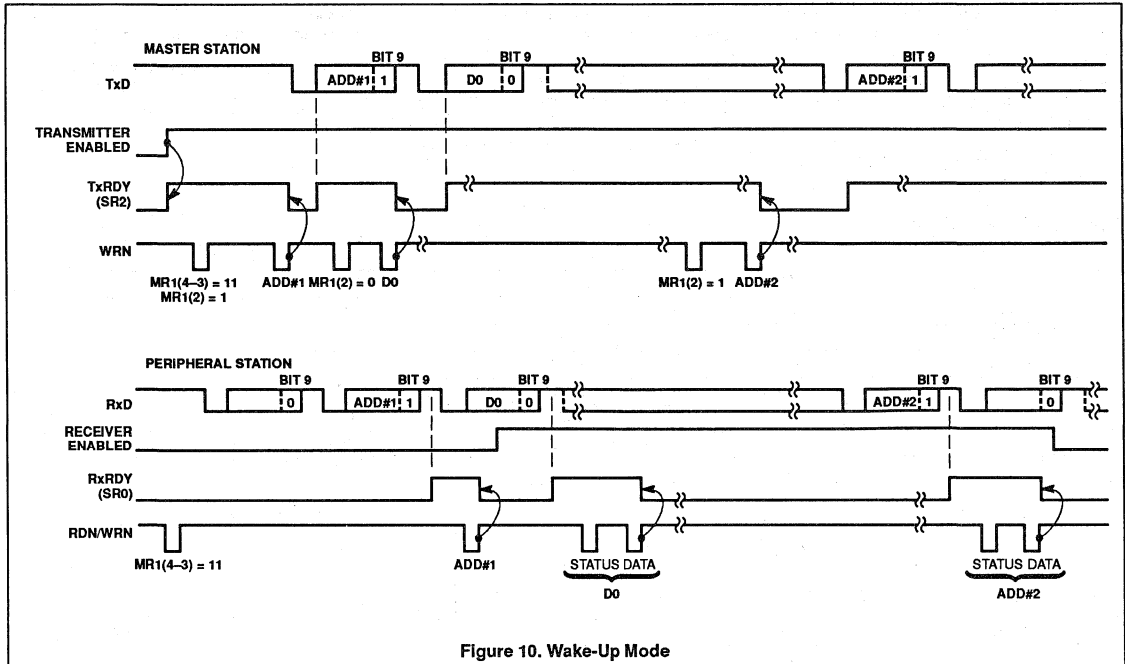 MASTER STATION
BIT 9 BIT 9 BIT 9
TxD ADD#1 1 D0 0 ADD#2 1
TRANSMITTER
ENABLED
TxRDY
(SR2)
WRN
MR1(4–3) = 11 ADD#1 MR1(2) = 0 D0 MR1(2) = 1 ADD#2
MR1(2) = 1
PERIPHERAL STATION
BIT 9 BIT 9 BIT 9 BIT 9 BIT 9
RxD 0 ADD#1 1 D0 0 ADD#2 1 0
RECEIVER
ENABLED
RxRDY
(SR0)
RDN/WRN
MR1(4–3) = 11 ADD#1 STATUS DATA STATUS DATA
D0 ADD#2
Figure 10. Wake-Up Mode